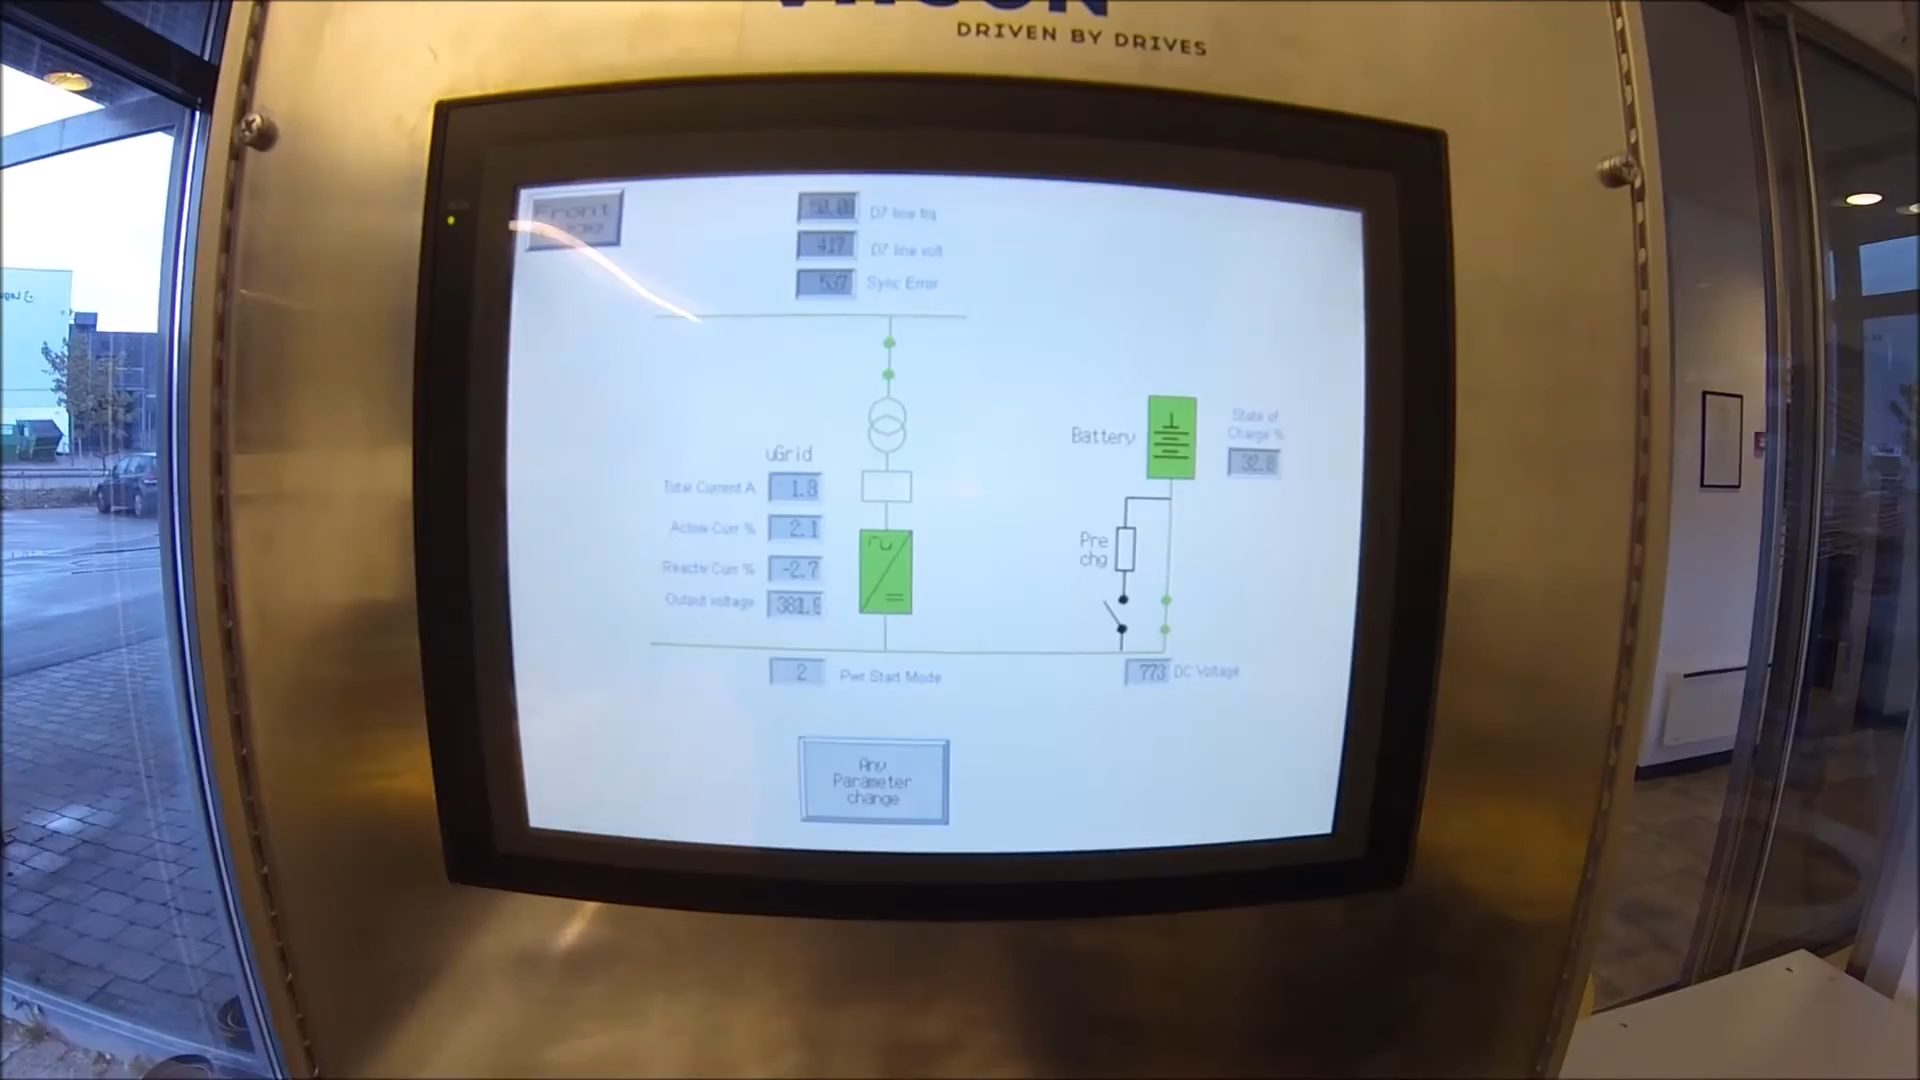 DRIVEN BY DRIVES
Front
D7 line frq
417 D7 line volt
537 Sync Error
uGrid
Total Current A 1.8
Active Curr % 2.1
Reactiv Curr % -2.7
Output voltage
2 Pwr Start Mode
Battery
State of
Charge %
Pre
chg
773 DC Voltage
Any
Parameter
change